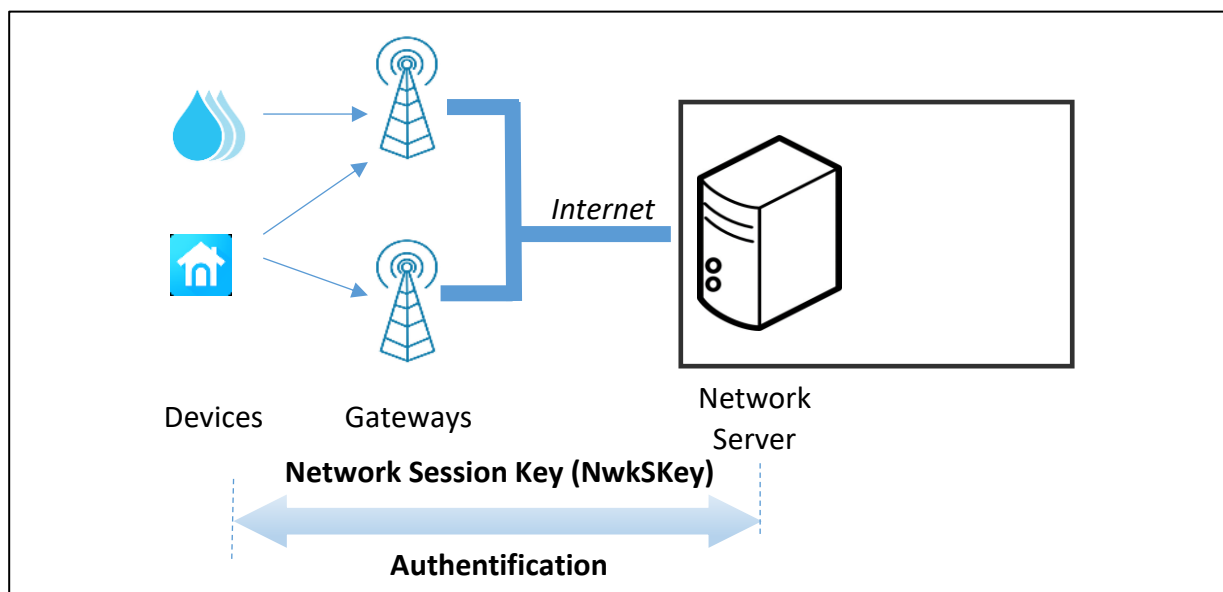 Internet
Devices
Gateways
Network
Server
Network Session Key (NwkSKey)
Authentification